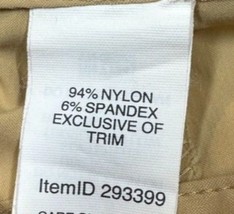 94% NYLON
6% SPANDEX
EXCLUSIVE OF
TRIM
ItemID 293399